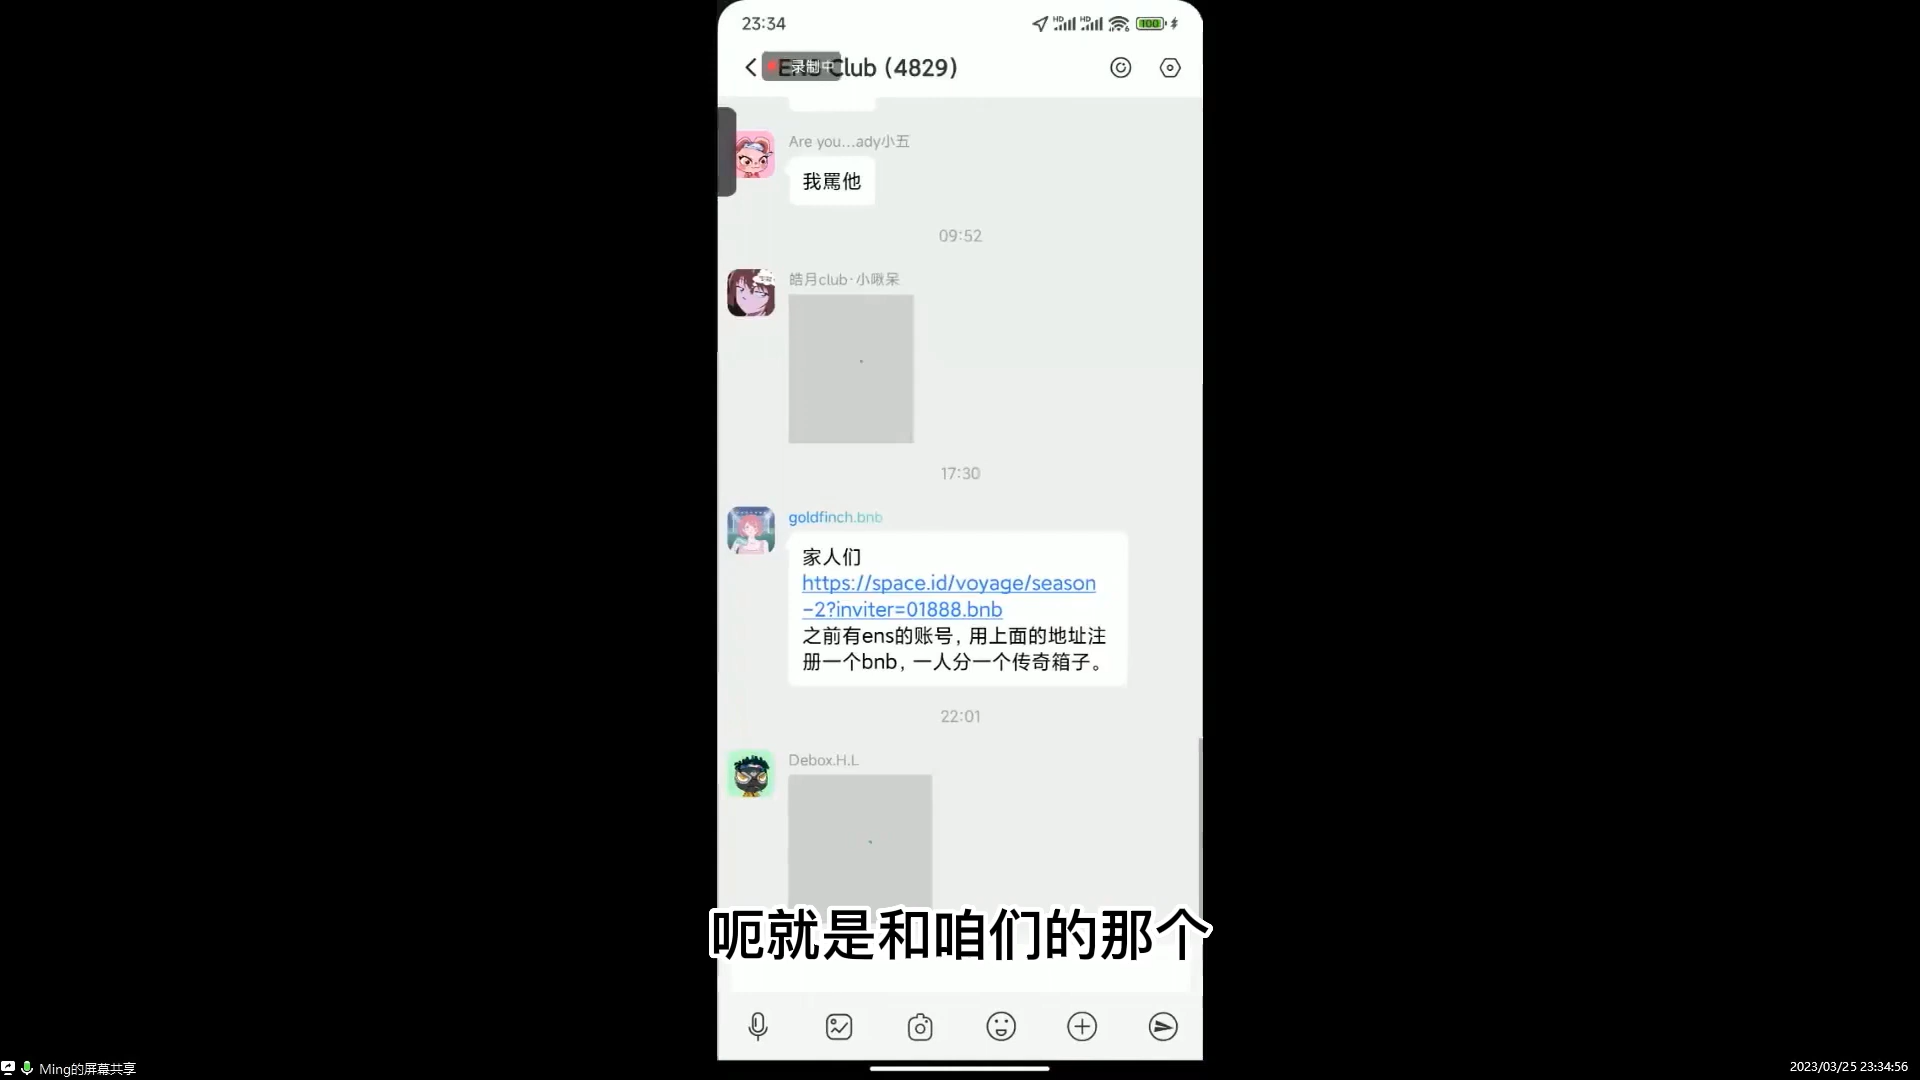 23:34
录制中
ENS Club (4829)
Are you...ady小五
我罵他
09:52
皓月club·小啾呆
17:30
goldfinch.bnb
家人们
https://space.id/voyage/season
-2?inviter=01888.bnb
之前有ens的账号，用上面的地址注
册一个bnb，一人分一个传奇箱子。
22:01
Debox.H.L
呃就是和咱们的那个
Ming的屏幕共享
2023/03/25 23:34:56